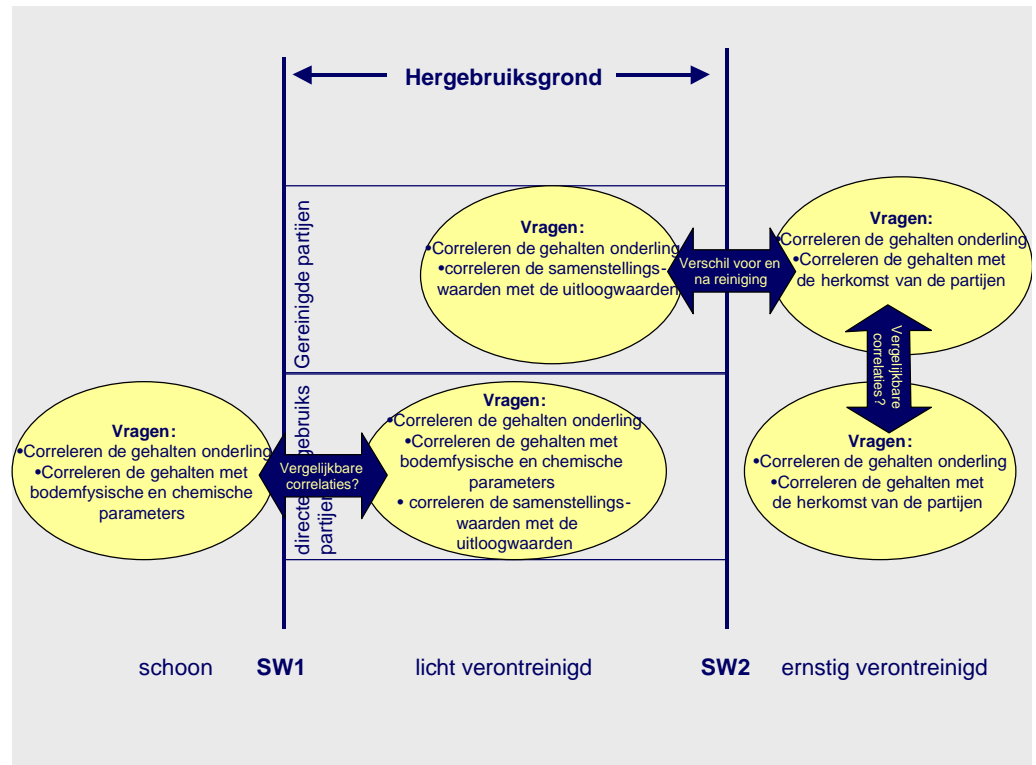 Hergebruiksgrond
Gereinigde partijen
Vragen:
•Correleren de gehalten onderling
•correleren de samenstellings-
waarden met de uitloogwaarden
Verschil voor en
na reiniging
Vragen:
•Correleren de gehalten onderling
•Correleren de gehalten met
de herkomst van de partijen
Vergelijkbare
correlaties?
Vragen:
•Correleren de gehalten onderling
•Correleren de gehalten met
bodemfysische en chemische
parameters
Vergelijkbare
correlaties?
partijen
Vragen:
•Correleren de gehalten onderling
•Correleren de gehalten met
bodemfysische en chemische
parameters
• correleren de samenstellings-
waarden met de
uitloogwaarden
Vragen:
•Correleren de gehalten onderling
•Correleren de gehalten met
de herkomst van de partijen
schoon SW1 licht verontreinigd SW2 ernstig verontreinigd